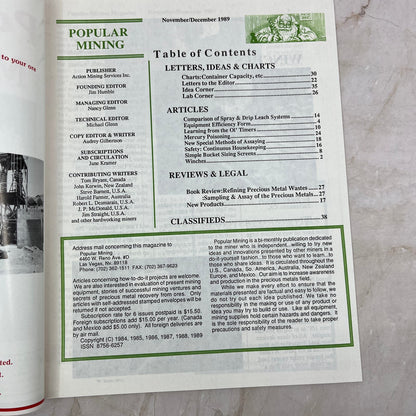 to your ore
November/December 1989
POPULAR
MINING
PUBLISHER
Action Mining Services Inc.
FOUNDING EDITOR
Jim Humble
MANAGING EDITOR
Nancy Glenn
TECHNICAL EDITOR
Michael Glenn
COPY EDITOR & WRITER
Audrey Gilbertson
SUBSCRIPTIONS
AND CIRCULATION
June Kramer
CONTRIBUTING WRITERS
Tom Bryant, Canada
John Kerwin, New Zealand
Steve Barnett, U.S.A.
Harold Farmer, Australia
Robert L. Desmarais, U.S.A.
J. P. McDonald, U.S.A.
Jim Straight, U.S.A.
and other hardworking miners
Table of Contents
LETTERS, IDEAS & CHARTS
Charts:Container Capacity, etc 30
Letters to the Editor 22
Idea Corner 35
Lab Corner 26
ARTICLES
Comparison of Spray & Drip Leach Systems 14
Equipment Efficiency Form 4
Learning from the Ol' Timers 10
Mercury Poisoning 24
New Special Methods of Assaying 18
Safety: Continuous Housekeeping 16
Simple Bucket Sizing Screens 8
Winches 2
REVIEWS & LEGAL
Book Review:Refining Precious Metal Wastes 27
:Sampling & Assay of the Precious Metals 27
New Products 17
CLASSIFIEDS 38
Address mail concerning this magazine to
Popular Mining
4460 W. Reno Ave. #D
Las Vegas, Nv. 89118
Phone: (702) 362-1511 FAX: (702) 367-9623
Articles concerning how-to-do-it projects are welcome.
We are also interested in evaluation of present mining
equipment, stories of successful mining ventures and
secrets of precious metal recovery from ores. Only
articles with self-addressed stamped envelopes will be
returned if not accepted.
Subscription rate for 6 issues postpaid is $15.50.
Foreign subscriptions add $15.00 per year. (Canada
and Mexico add $5.00 only). All foreign deliveries are
by air mail.
Copyright (C) 1984, 1985, 1986, 1987, 1988, 1989
ISSN 8756-6257
Popular Mining is a bi-monthly publication dedicated
to the miner who is independent...willing to try new
ideas and innovations presented by other miners in a
do-it yourself fashion...to those who want to learn...to
those who share ideas. It is circulated throughout the
U.S., Canada, So. America, Australia, New Zealand
Europe, and Mexico. Our aim is to increase awareness
and production in the precious metals field.
While we make every effort to ensure that the
materials presented are factual and easy to follow, we
do not try out each idea published. We take no
responsibility in the making or use of any product or
idea you may try to build or use. Like all equipment,
mining supplies hold certain hazards and dangers. It
is the sole responsibility of the reader to take proper
precautions and safety measures.